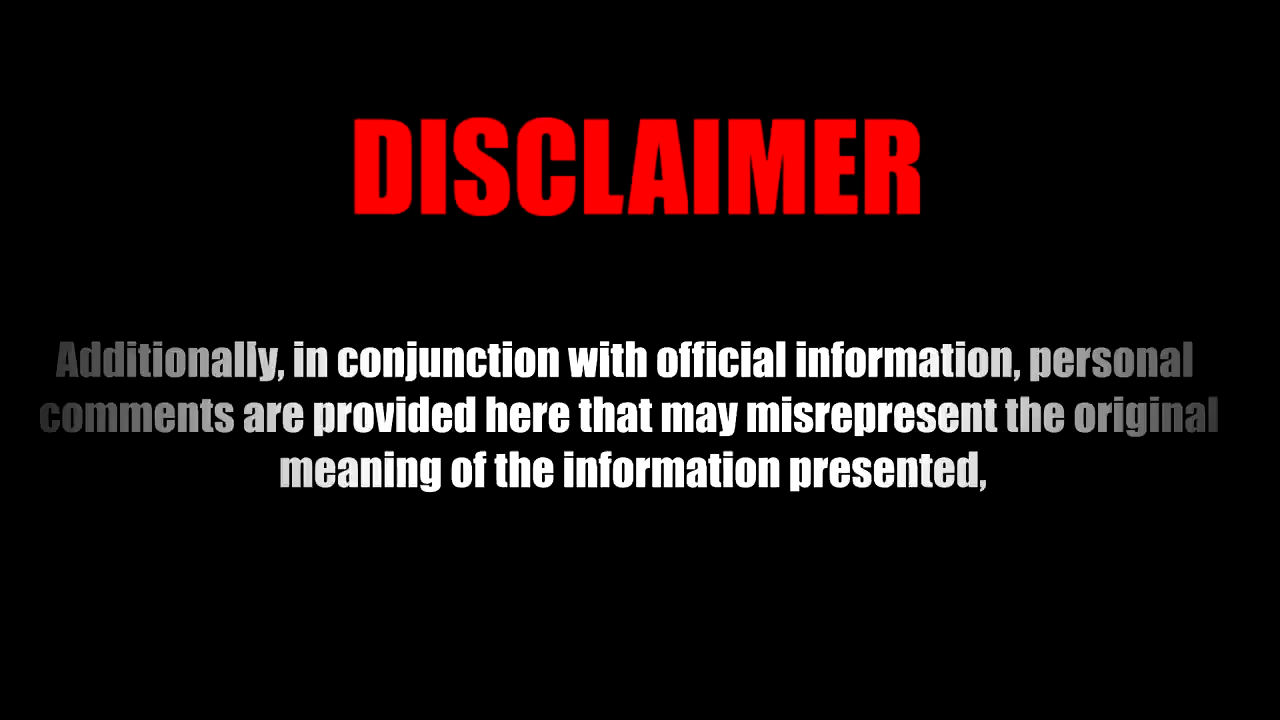 DISCLAIMER
Additionally, in conjunction with official information, personal
comments are provided here that may misrepresent the original
meaning of the information presented,